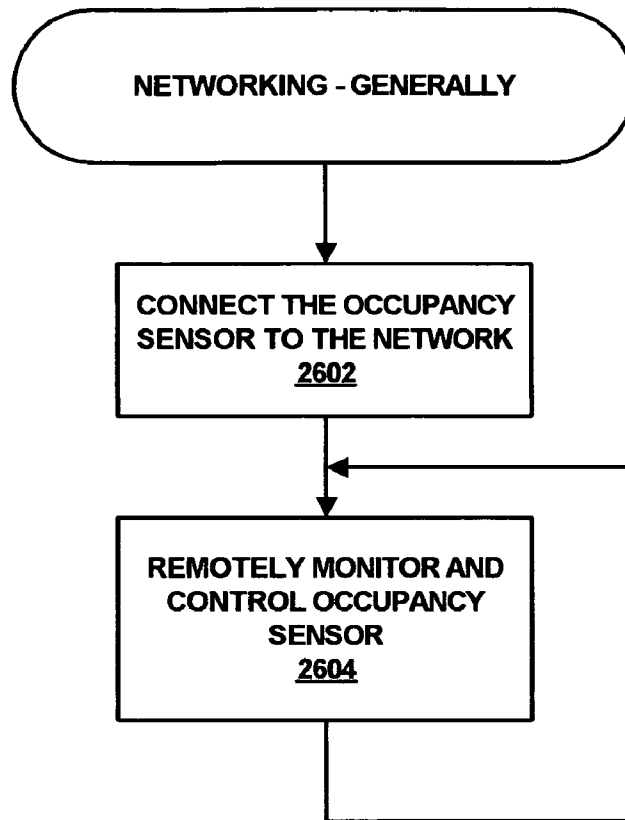 NETWORKING - GENERALLY
CONNECT THE OCCUPANCY
SENSOR TO THE NETWORK
2602
REMOTELY MONITOR AND
CONTROL OCCUPANCY
SENSOR
2604